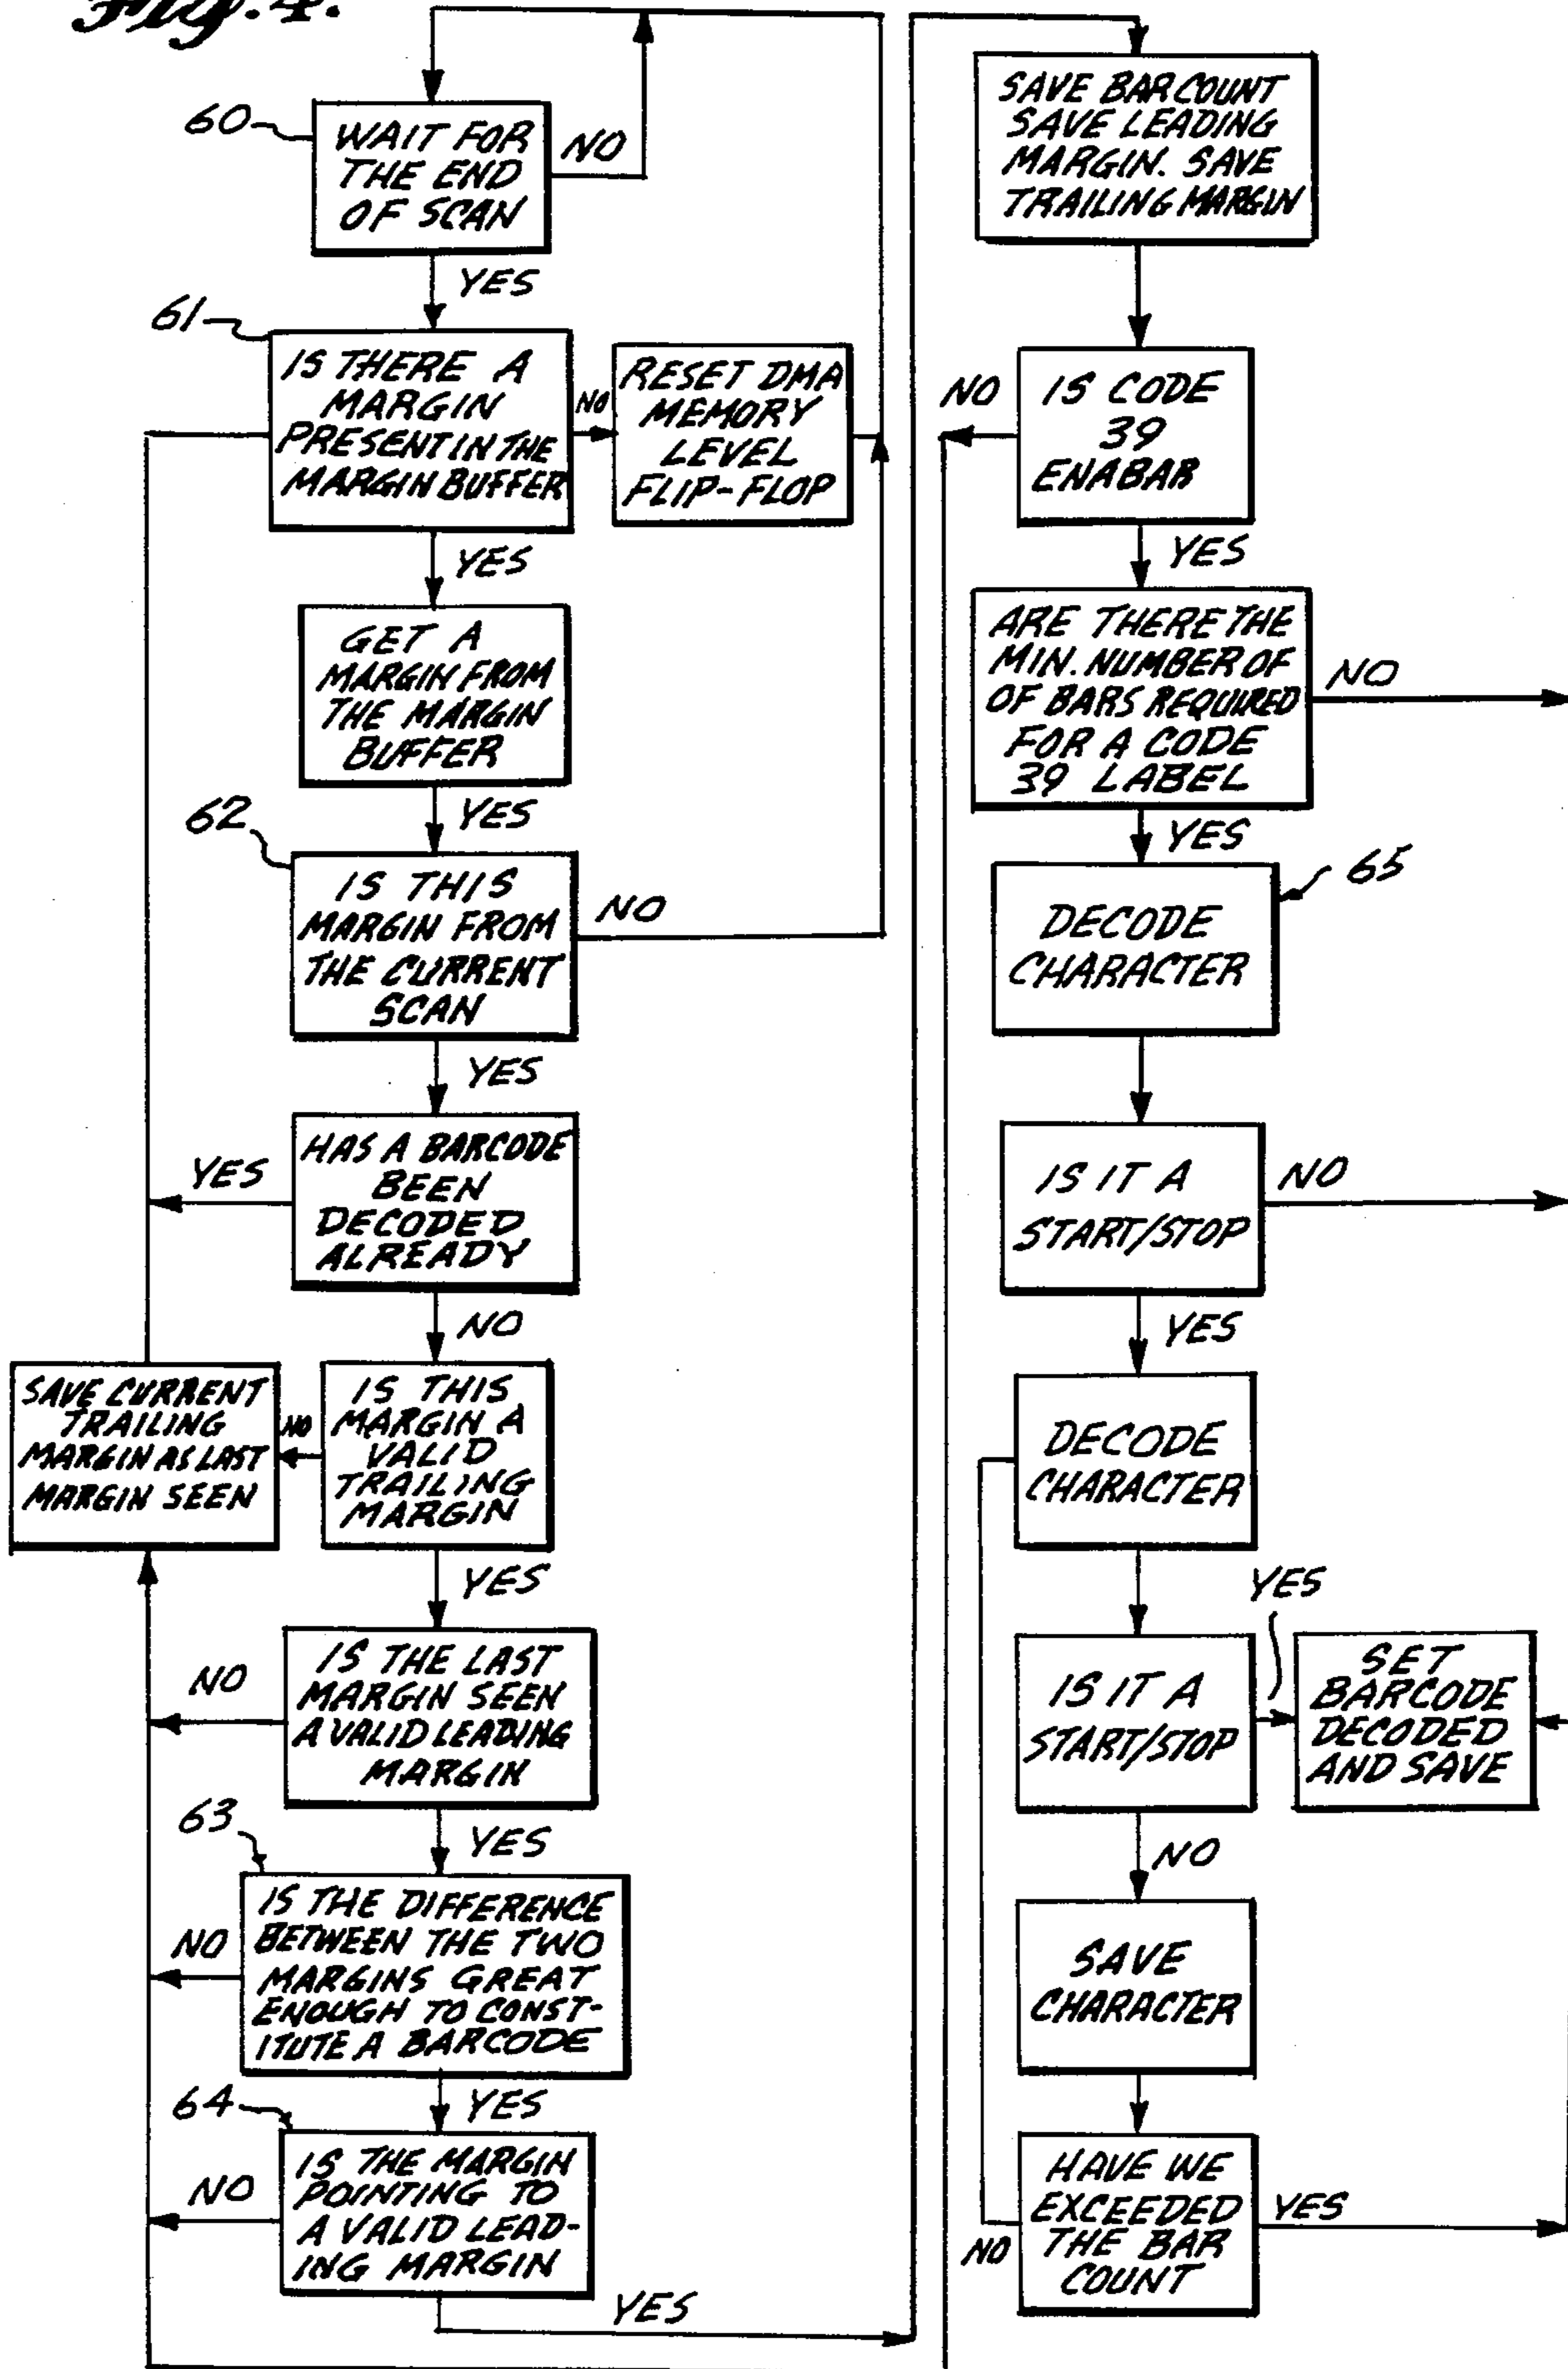 Fig. 4.
60
WAIT FOR
THE END
OF SCAN
NO
YES
61
IS THERE A
MARGIN
PRESENT IN THE
MARGIN BUFFER
NO
RESET DMA
MEMORY
LEVEL
FLIP-FLOP
YES
GET A
MARGIN FROM
THE MARGIN
BUFFER
YES
62
IS THIS
MARGIN FROM
THE CURRENT
SCAN
NO
YES
HAS A BARCODE
BEEN
DECODED
ALREADY
YES
NO
SAVE CURRENT
TRAILING
MARGIN AS LAST
MARGIN SEEN
NO
IS THIS
MARGIN A
VALID
TRAILING
MARGIN
YES
IS THE LAST
MARGIN SEEN
A VALID LEADING
MARGIN
NO
YES
63
IS THE DIFFERENCE
BETWEEN THE TWO
MARGINS GREAT
ENOUGH TO CONST-
ITUTE A BARCODE
NO
YES
64
IS THE MARGIN
POINTING TO
A VALID LEAD-
ING MARGIN
NO
YES
SAVE BAR COUNT
SAVE LEADING
MARGIN. SAVE
TRAILING MARGIN
NO
IS CODE
39
ENABAR
YES
ARE THERE THE
MIN. NUMBER OF
OF BARS REQUIRED
FOR A CODE
39 LABEL
NO
YES
65
DECODE
CHARACTER
IS IT A
START/STOP
NO
YES
DECODE
CHARACTER
IS IT A
START/STOP
YES
SET
BARCODE
DECODED
AND SAVE
NO
SAVE
CHARACTER
HAVE WE
EXCEEDED
THE BAR
COUNT
YES
NO